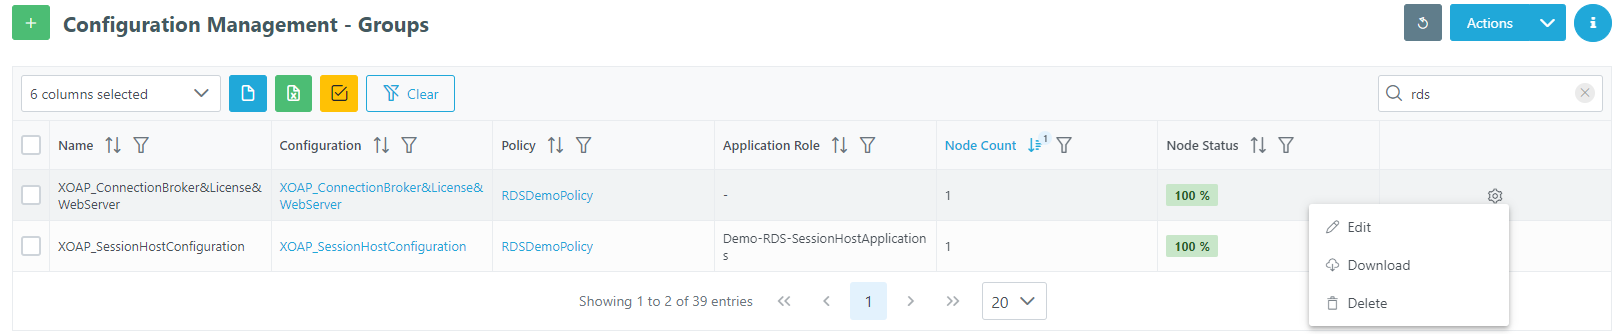 + Configuration Management - Groups
Actions
i
6 columns selected
Clear
rds
Name
Configuration
Policy
Application Role
Node Count 1
Node Status
XOAP_ConnectionBroker&License&
WebServer
XOAP_ConnectionBroker&License&
WebServer
RDSDemoPolicy
-
1
100 %
XOAP_SessionHostConfiguration
XOAP_SessionHostConfiguration
RDSDemoPolicy
Demo-RDS-SessionHostApplication
s
1
100 %
Edit
Download
Delete
Showing 1 to 2 of 39 entries
<< < 1 > >>
20